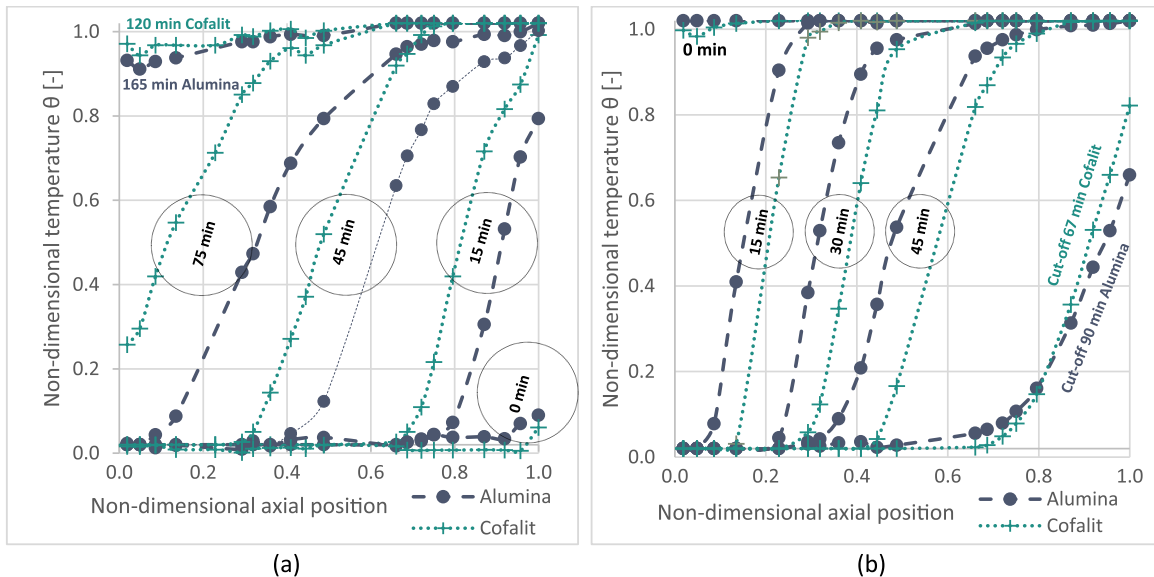 120 min Cofalit
165 min Alumina
75 min
45 min
15 min
0 min
1.0
0.8
0.6
0.4
0.2
0.0
0.0
0.2
0.4
0.6
0.8
1.0
Non-dimensional temperature θ [-]
Non-dimensional axial position
Alumina
Cofalit
(a)
0 min
15 min
30 min
45 min
Cut-off 67 min Cofalit
Cut-off 90 min Alumina
1.0
0.8
0.6
0.4
0.2
0.0
0.0
0.2
0.4
0.6
0.8
1.0
Non-dimensional temperature θ [-]
Non-dimensional axial position
Alumina
Cofalit
(b)